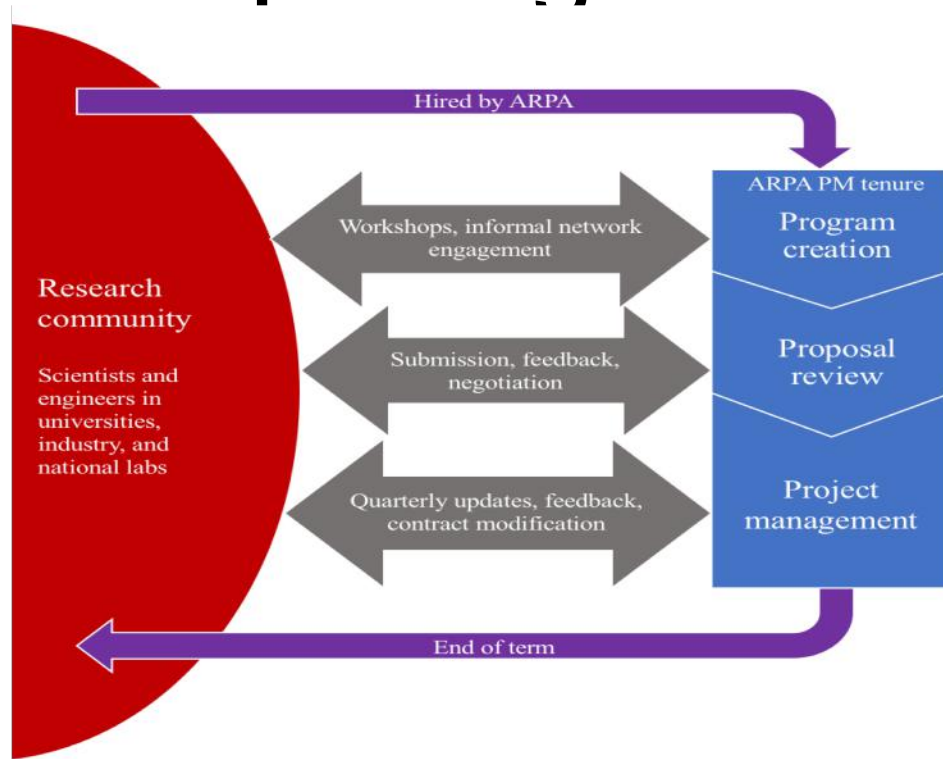 Hired by ARPA
ARPA PM tenure
Program
creation
Workshops, informal network
engagement
Research
community
Scientists and
engineers in
universities,
industry, and
national labs
Submission, feedback,
negotiation
Proposal
review
Quarterly updates, feedback,
contract modification
Project
management
End of term